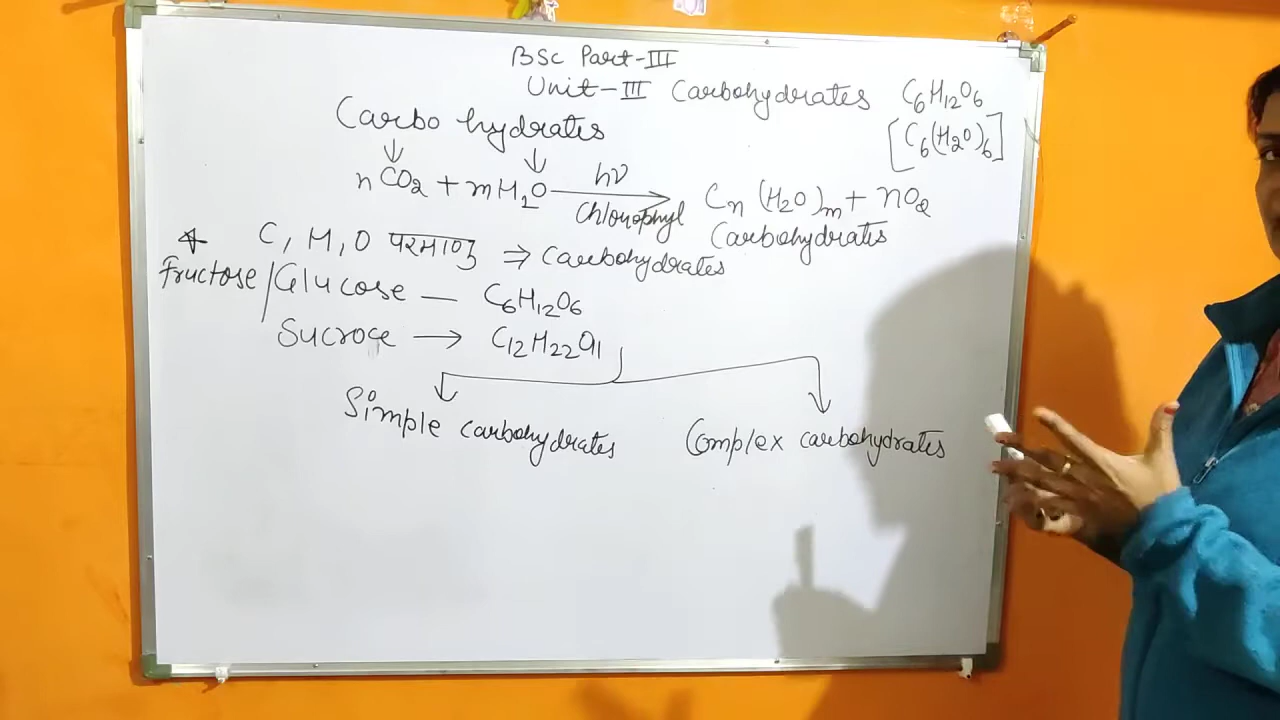 BSc Part-III
Unit-III Carbohydrates C6H12O6
[C6(H2O)6]
Carbo hydrates
nCO2 + mH2O hν Chlorophyl Cn (H2O)m + nO2
Carbohydrates
C, H, O परमाणु ⇒ Carbohydrates
Fructose/Glucose — C6H12O6
Sucrose → C12H22O11
Simple carbohydrates Complex carbohydrates